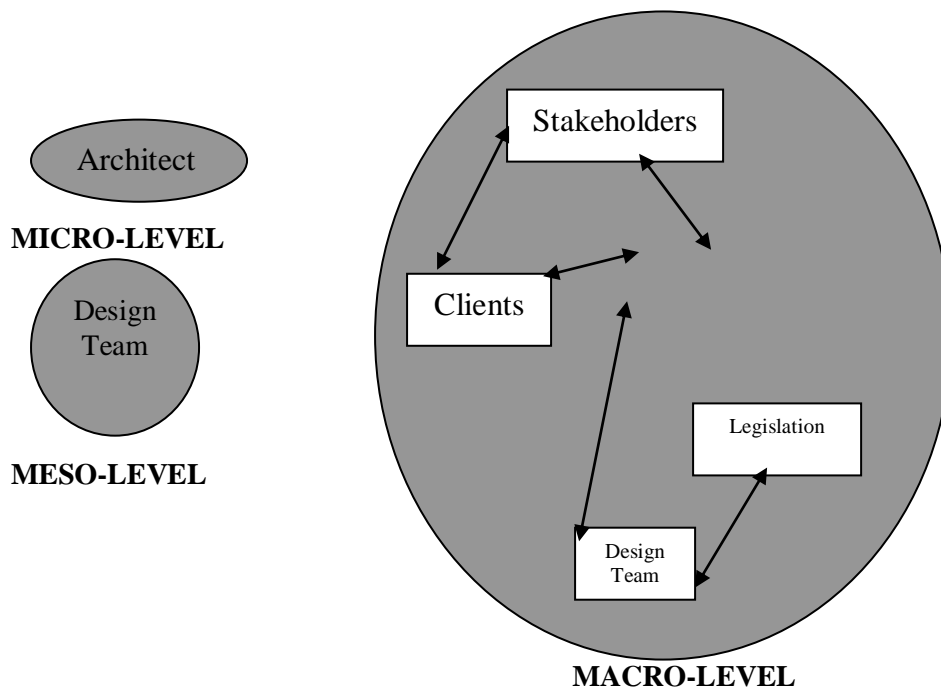 Architect
MICRO-LEVEL
Design
Team
MESO-LEVEL
Stakeholders
Clients
Legislation
Design
Team
MACRO-LEVEL